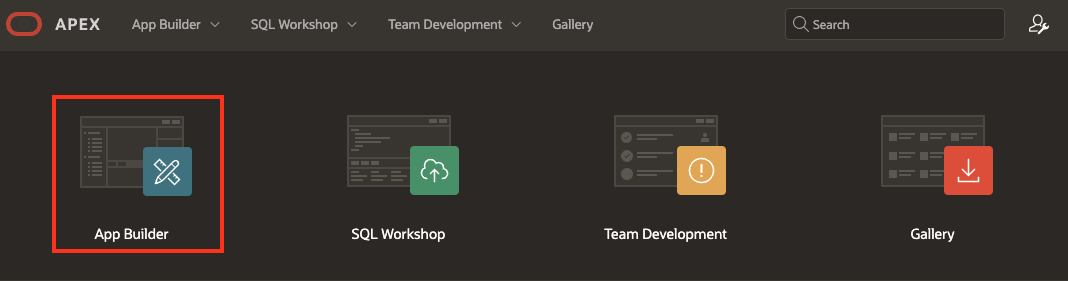 APEX App Builder SQL Workshop Team Development Gallery Search
App Builder SQL Workshop Team Development Gallery